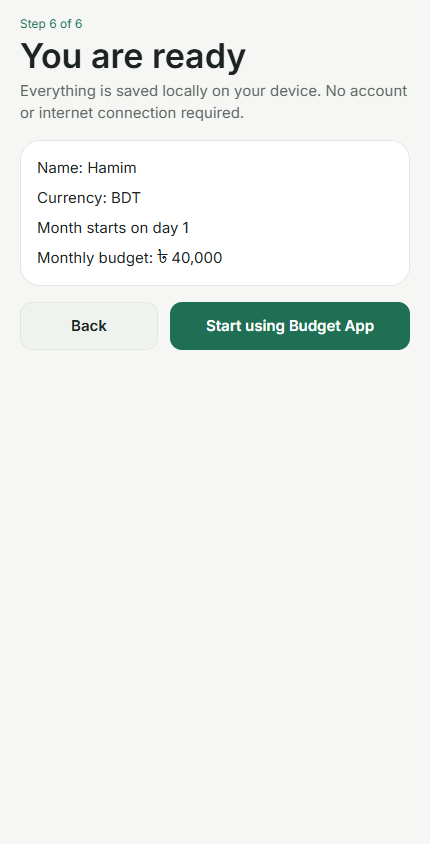 Step 6 of 6
You are ready
Everything is saved locally on your device. No account
or internet connection required.
Name: Hamim
Currency: BDT
Month starts on day 1
Monthly budget: ৳ 40,000
Back
Start using Budget App